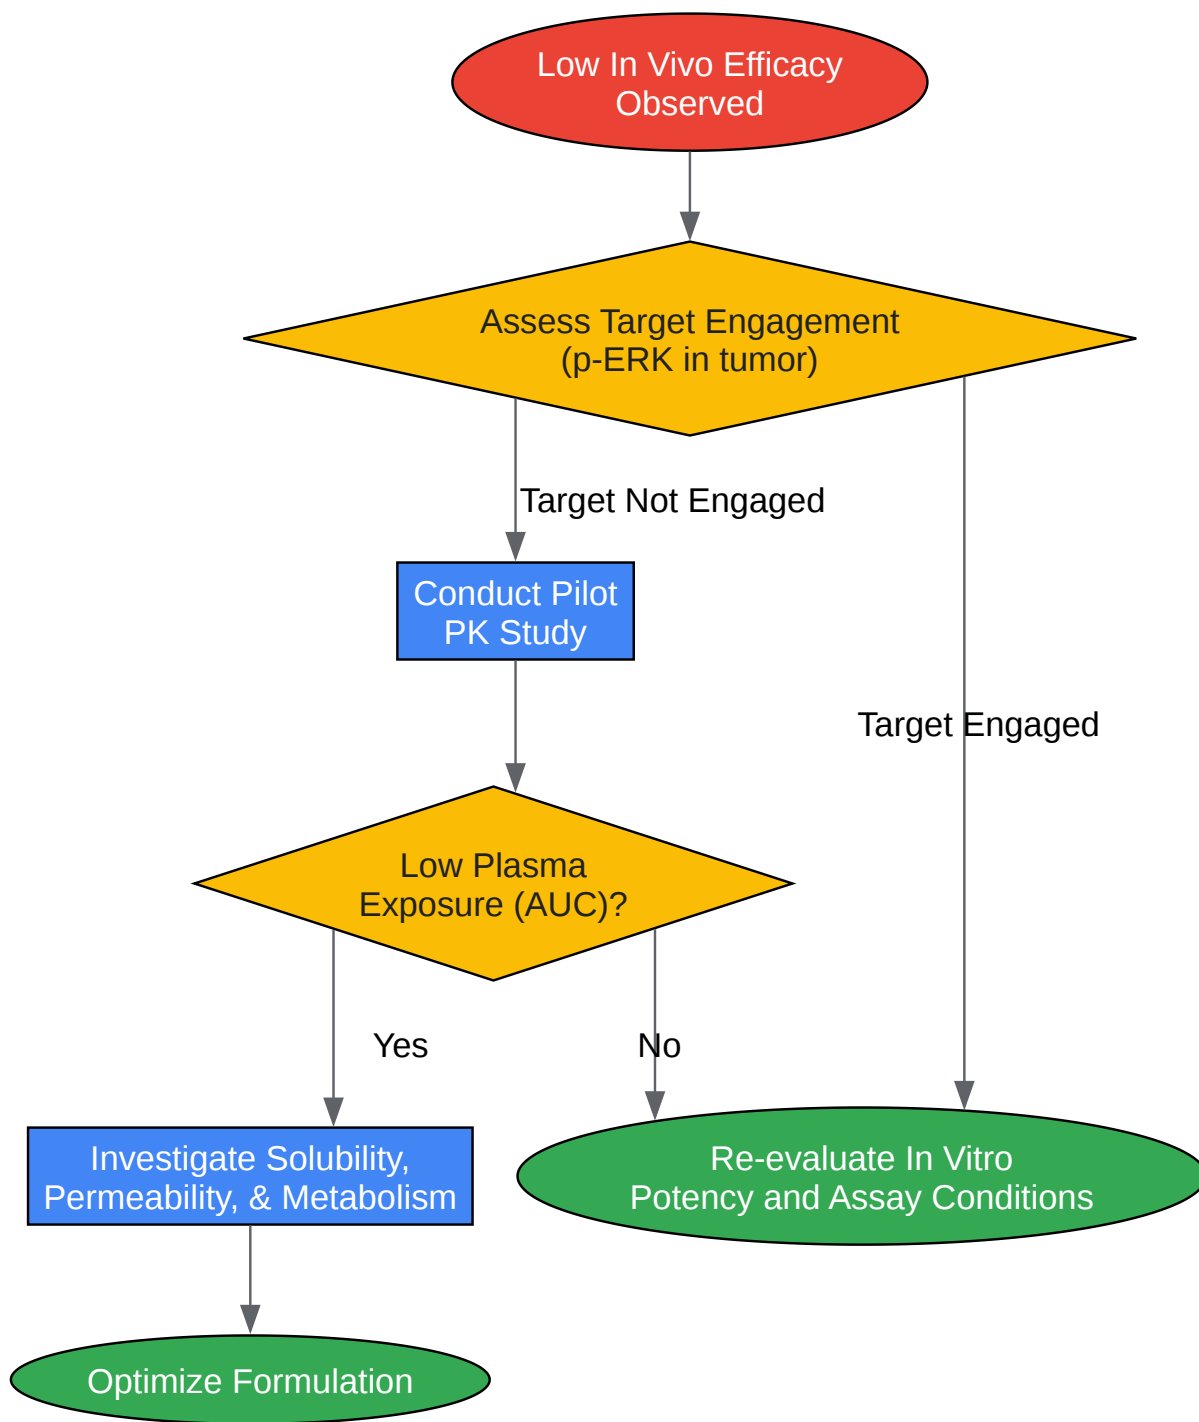 Low In Vivo Efficacy
Observed
Assess Target Engagement
(p-ERK in tumor)
Target Not Engaged
Conduct Pilot
PK Study
Target Engaged
Low Plasma
Exposure (AUC)?
Yes
No
Investigate Solubility,
Permeability, & Metabolism
Re-evaluate In Vitro
Potency and Assay Conditions
Optimize Formulation